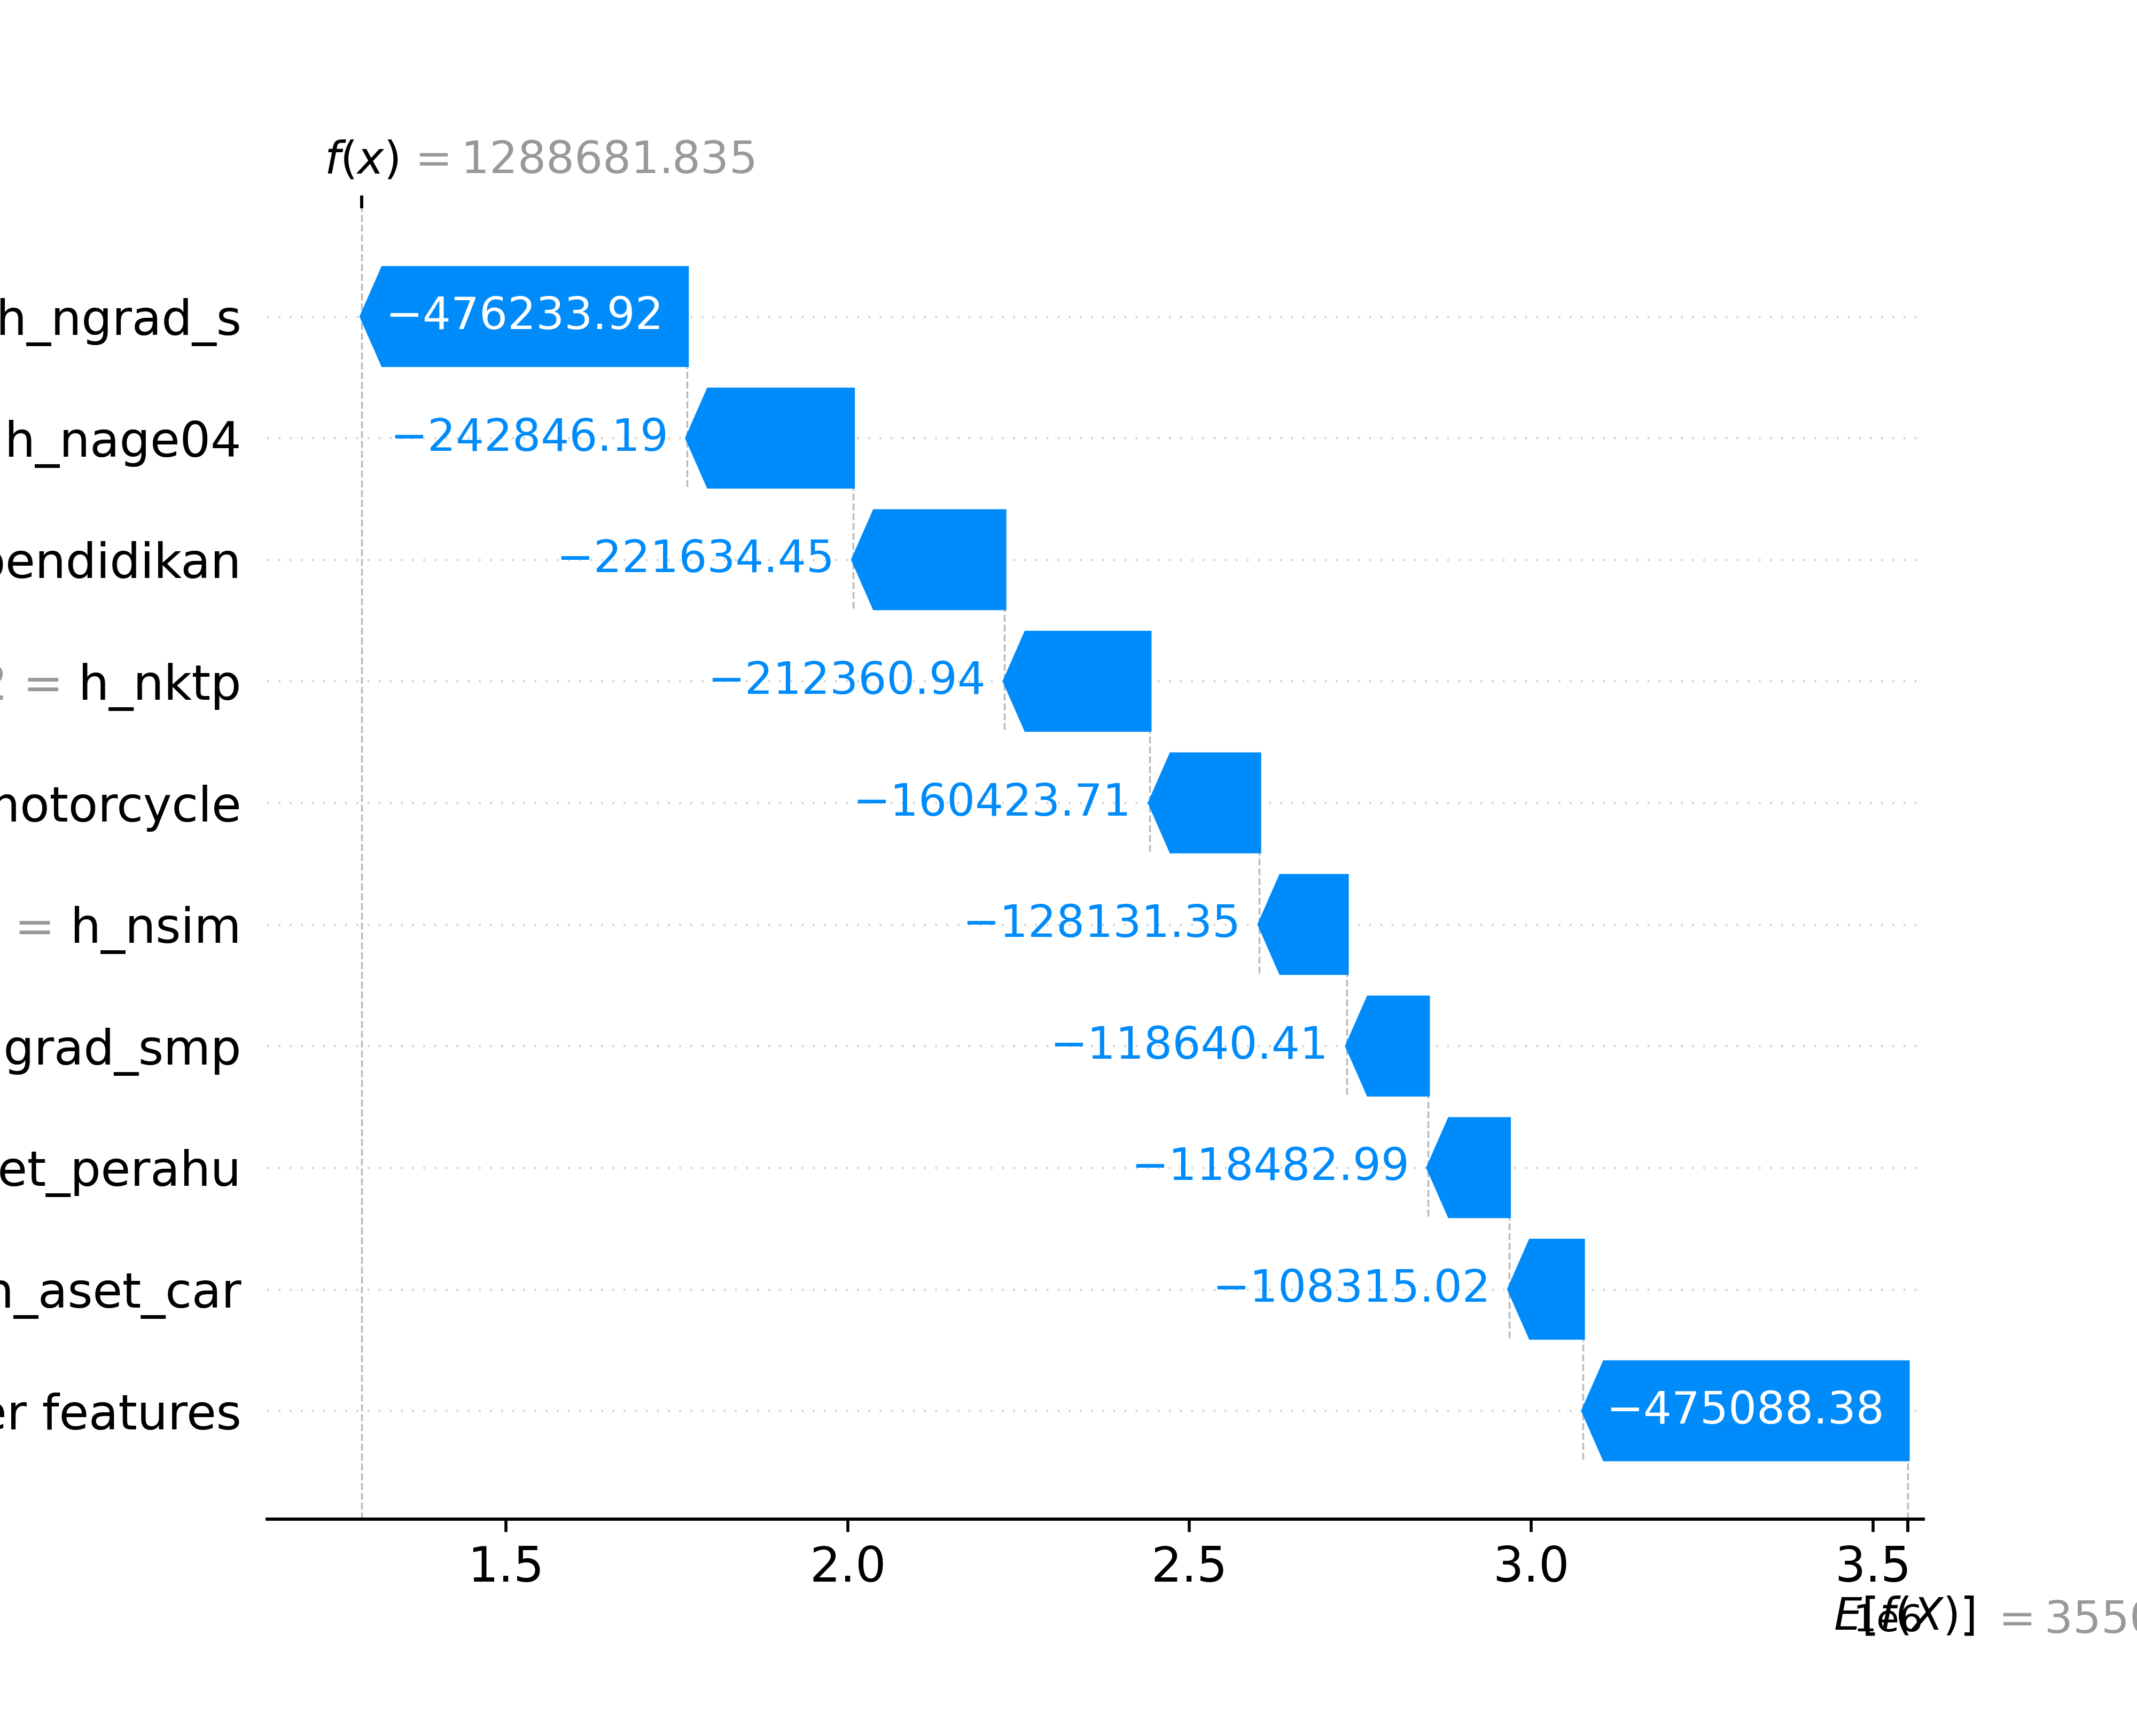 f(x) = 1288681.835
h_ngrad_s −476233.92
h_nage04 −242846.19
pendidikan −221634.45
= h_nktp −212360.94
motorcycle −160423.71
= h_nsim −128131.35
grad_smp −118640.41
et_perahu −118482.99
h_aset_car −108315.02
er features −475088.38
1.5 2.0 2.5 3.0 3.5
1e6
E[f(X)] = 3550